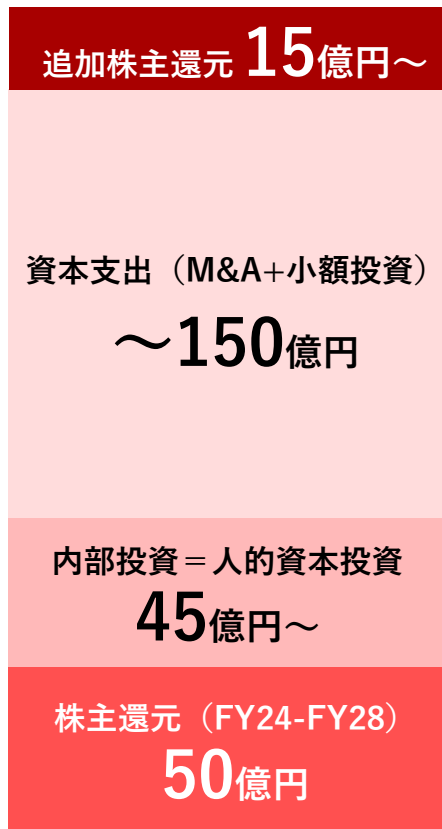 追加株主還元 15億円～
資本支出（M&A+小額投資）
～150億円
内部投資＝人的資本投資
45億円～
株主還元（FY24-FY28）
50億円